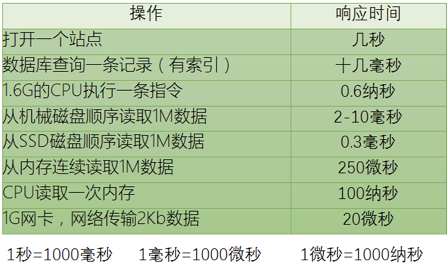 操作 响应时间
打开一个站点 几秒
数据库查询一条记录（有索引） 十几毫秒
1.6G的CPU执行一条指令 0.6纳秒
从机械磁盘顺序读取1M数据 2-10毫秒
从SSD磁盘顺序读取1M数据 0.3毫秒
从内存连续读取1M数据 250微秒
CPU读取一次内存 100纳秒
1G网卡，网络传输2Kb数据 20微秒
1秒=1000毫秒 1毫秒=1000微秒 1微秒=1000纳秒